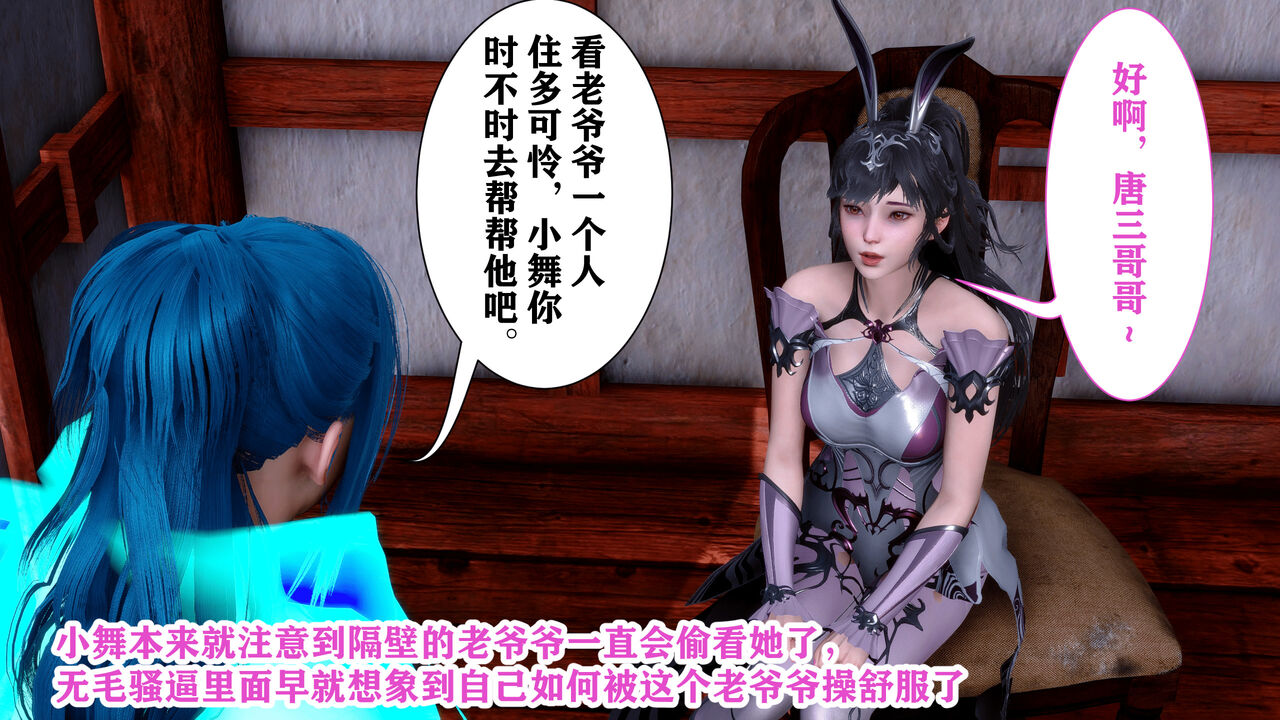 看老爷爷一个人
住多可怜，小舞你
时不时去帮帮他吧。
好啊，唐三哥哥~
小舞本来就注意到隔壁的老爷爷一直会偷看她了，
无毛骚逼里面早就想象到自己如何被这个老爷爷操舒服了